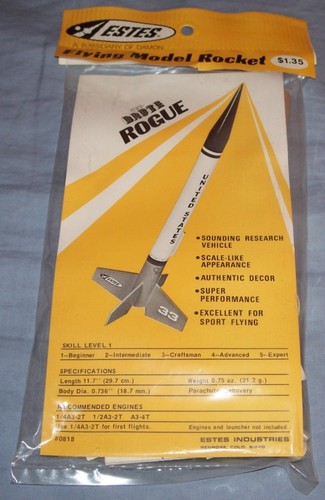 ESTES
A SUBSIDIARY OF DAMON
Flying Model Rocket
$1.35
ROGUE
UNITED STATES
• SOUNDING RESEARCH
VEHICLE
• SCALE-LIKE
APPEARANCE
• AUTHENTIC DECOR
• SUPER
PERFORMANCE
• EXCELLENT FOR
SPORT FLYING
ESTES
33
SKILL LEVEL 1
1—Beginner 2—Intermediate 3—Craftsman 4—Advanced 5—Expert
SPECIFICATIONS
Length 11.7" (29.7 cm.) Weight 0.75 oz. (21.3 g.)
Body Dia. 0.736" (18.7 mm.) Parachute Recovery
RECOMMENDED ENGINES
1/4A3-2T 1/2A3-2T A3-4T
Use 1/4A3-2T for first flights. Engines and launcher not included.
#0818 ESTES INDUSTRIES
PENROSE, COLO. 81240